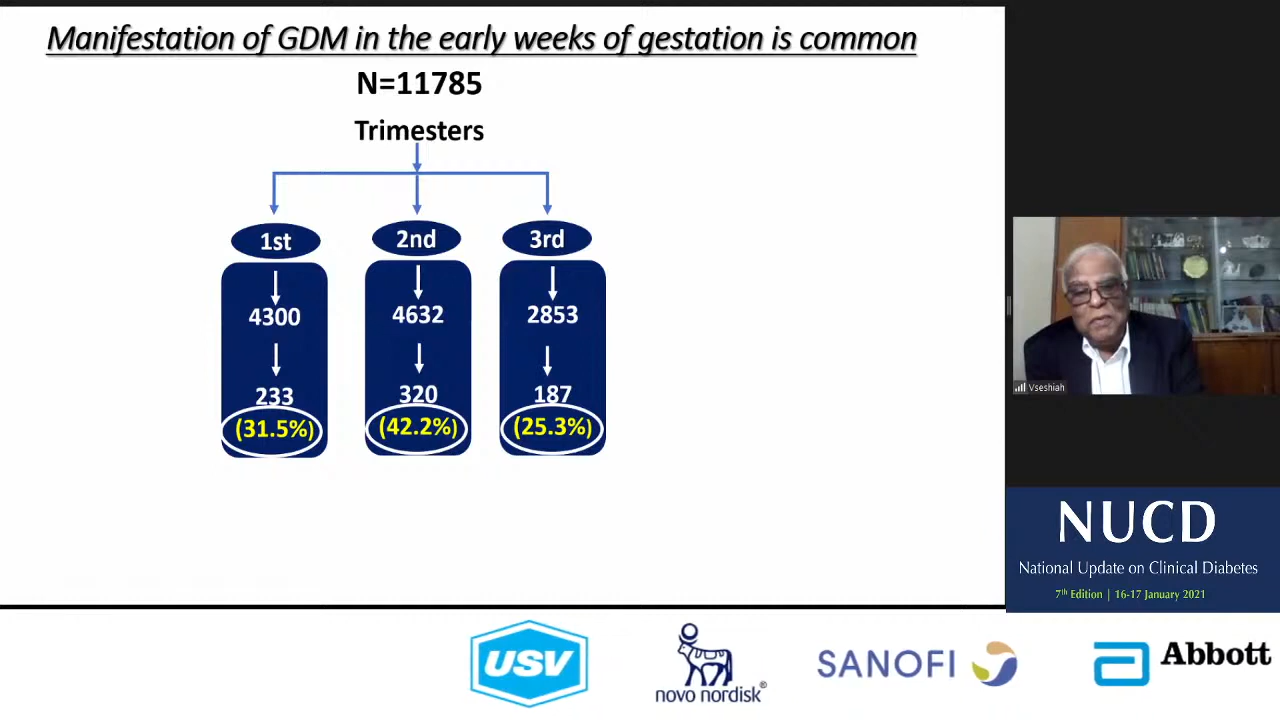 Manifestation of GDM in the early weeks of gestation is common
N=11785
Trimesters
1st
2nd
3rd
4300
4632
2853
233
320
187
(31.5%)
(42.2%)
(25.3%)
Vseshiah
NUCD
National Update on Clinical Diabetes
7th Edition | 16-17 January 2021
USV
novo nordisk®
SANOFI
Abbott